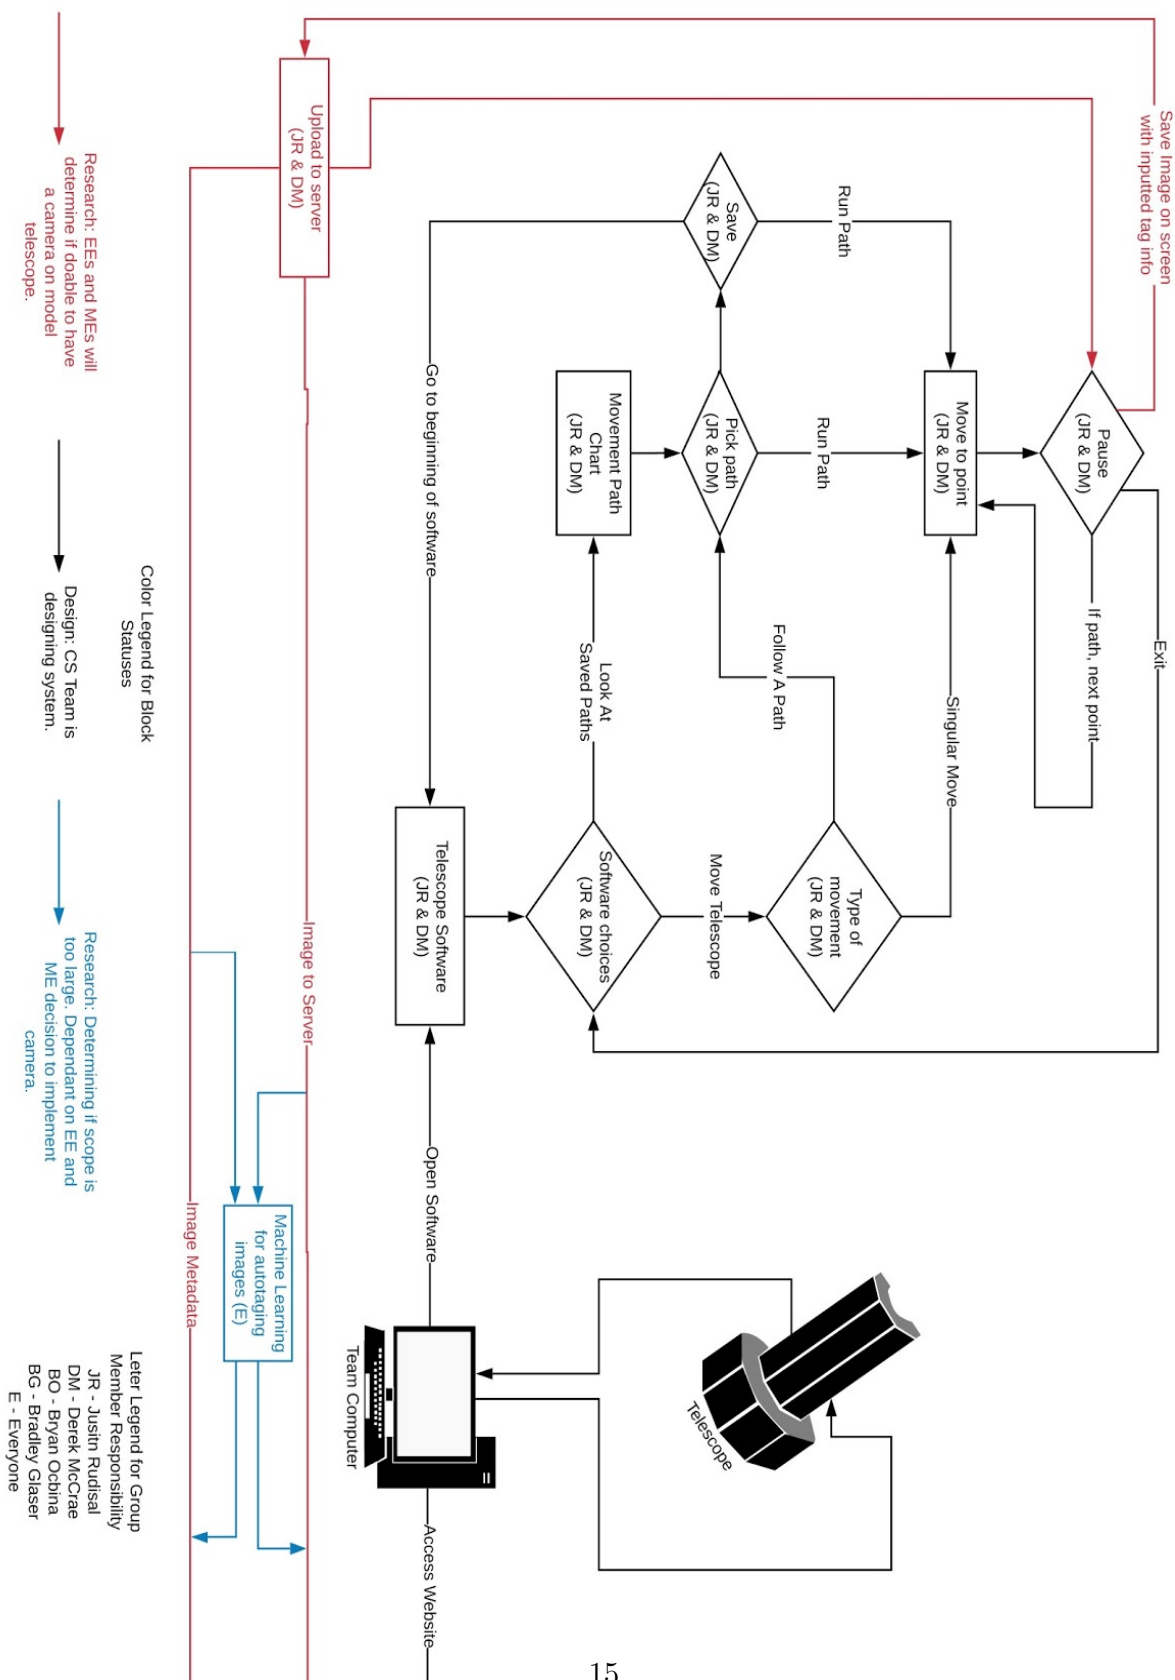 Save Image on screen
with inputted tag info
Pause
(JR & DM)
Exit
If path, next point
Run Path
Move to point
(JR & DM)
Singular Move
Save
(JR & DM)
Run Path
Pick path
(JR & DM)
Follow A Path
Type of
movement
(JR & DM)
Movement Path
Chart
(JR & DM)
Look At
Saved Paths
Software choices
(JR & DM)
Move Telescope
Telescope
Go to beginning of software
Telescope Software
(JR & DM)
Open Software
Team Computer
Access Website
Upload to server
(JR & DM)
Image to Server
Machine Learning
for autotaging
images (E)
Image Metadata
Color Legend for Block
Statuses
Research: EEs and MEs will
determine if doable to have
a camera on model
telescope.
Design: CS Team is
designing system.
Research: Determining if scope is
too large. Dependant on EE and
ME decision to implement
camera.
Leter Legend for Group
Member Responsibility
JR - Jusitn Rudisal
DM - Derek McCrae
BO - Bryan Ocbina
BG - Bradley Glaser
E - Everyone
15